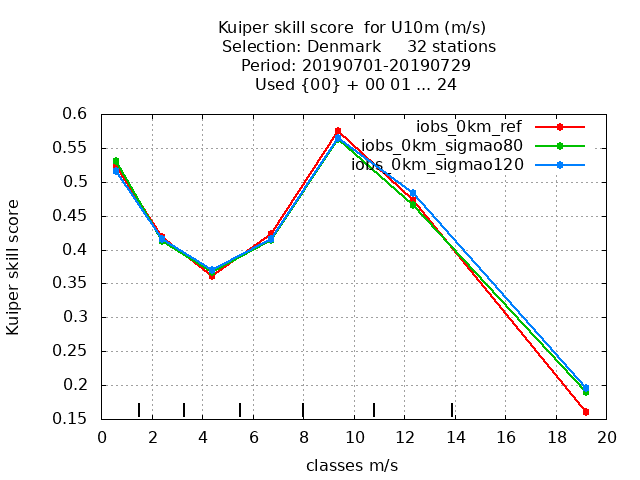 Kuiper skill score  for U10m (m/s)
Selection: Denmark     32 stations
Period: 20190701-20190729
Used {00} + 00 01 ... 24
iobs_0km_ref
iobs_0km_sigmao80
iobs_0km_sigmao120
Kuiper skill score
0.6
0.55
0.5
0.45
0.4
0.35
0.3
0.25
0.2
0.15
0 2 4 6 8 10 12 14 16 18 20
classes m/s